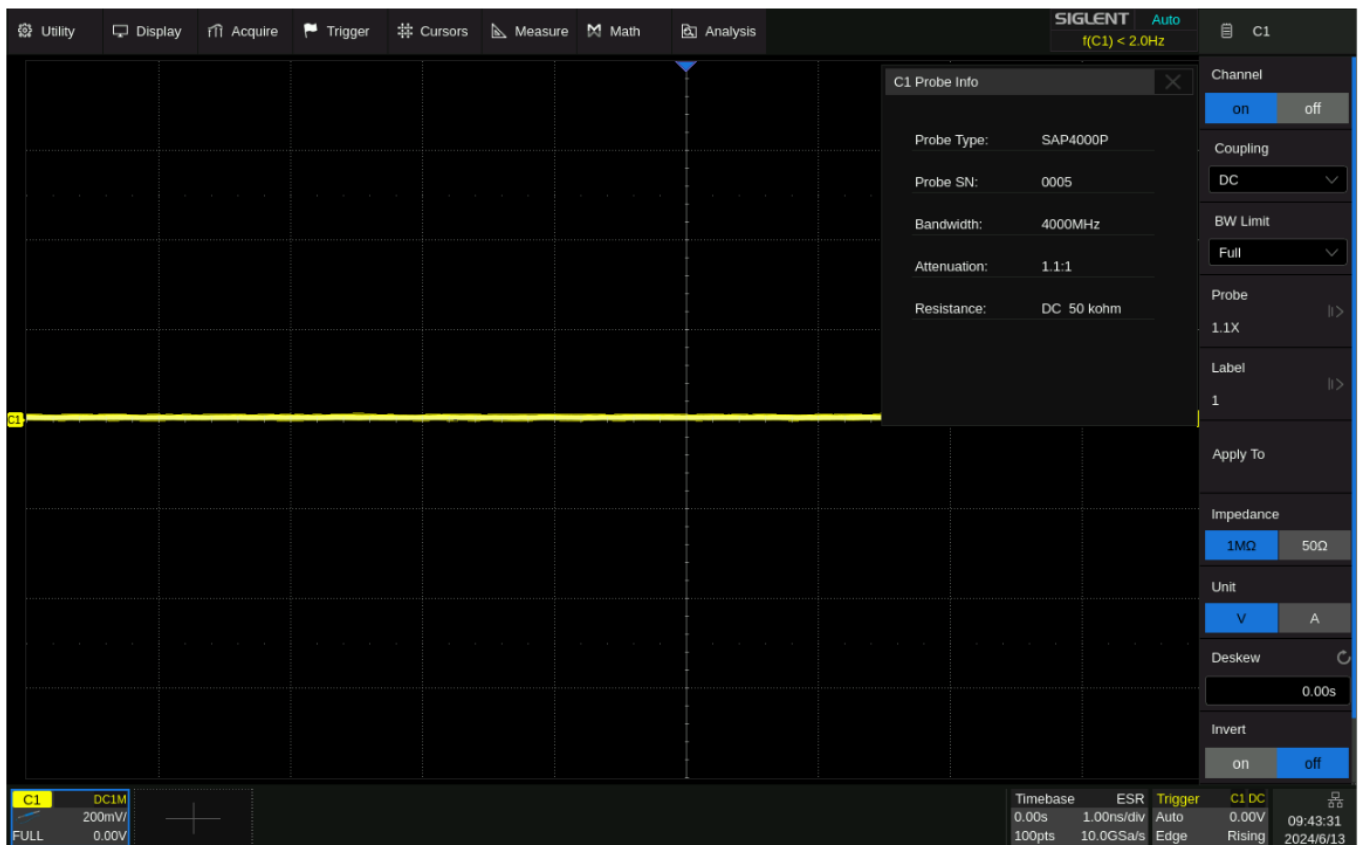 Utility Display Acquire Trigger Cursors Measure Math Analysis
SIGLENT Auto
f(C1) < 2.0Hz
C1
C1 Probe Info
Probe Type: SAP4000P
Probe SN: 0005
Bandwidth: 4000MHz
Attenuation: 1.1:1
Resistance: DC 50 kohm
Channel
on off
Coupling
DC
BW Limit
Full
Probe
1.1X
Label
1
Apply To
Impedance
1MΩ 50Ω
Unit
V A
Deskew
0.00s
Invert
on off
C1
C1 DC1M
200mV/
FULL 0.00V
Timebase ESR
0.00s 1.00ns/div
100pts 10.0GSa/s
Trigger C1 DC
Auto 0.00V
Edge Rising
09:43:31
2024/6/13